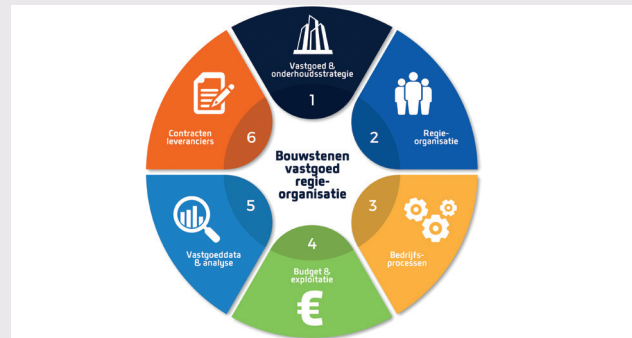 Vastgoed &
onderhoudsstrategie
1
2
Regie-
organisatie
3
Bedrijfs-
processen
4
Budget &
exploitatie
€
5
Vastgoeddata
& analyse
6
Contracten
leveranciers
Bouwstenen
vastgoed
regie-
organisatie